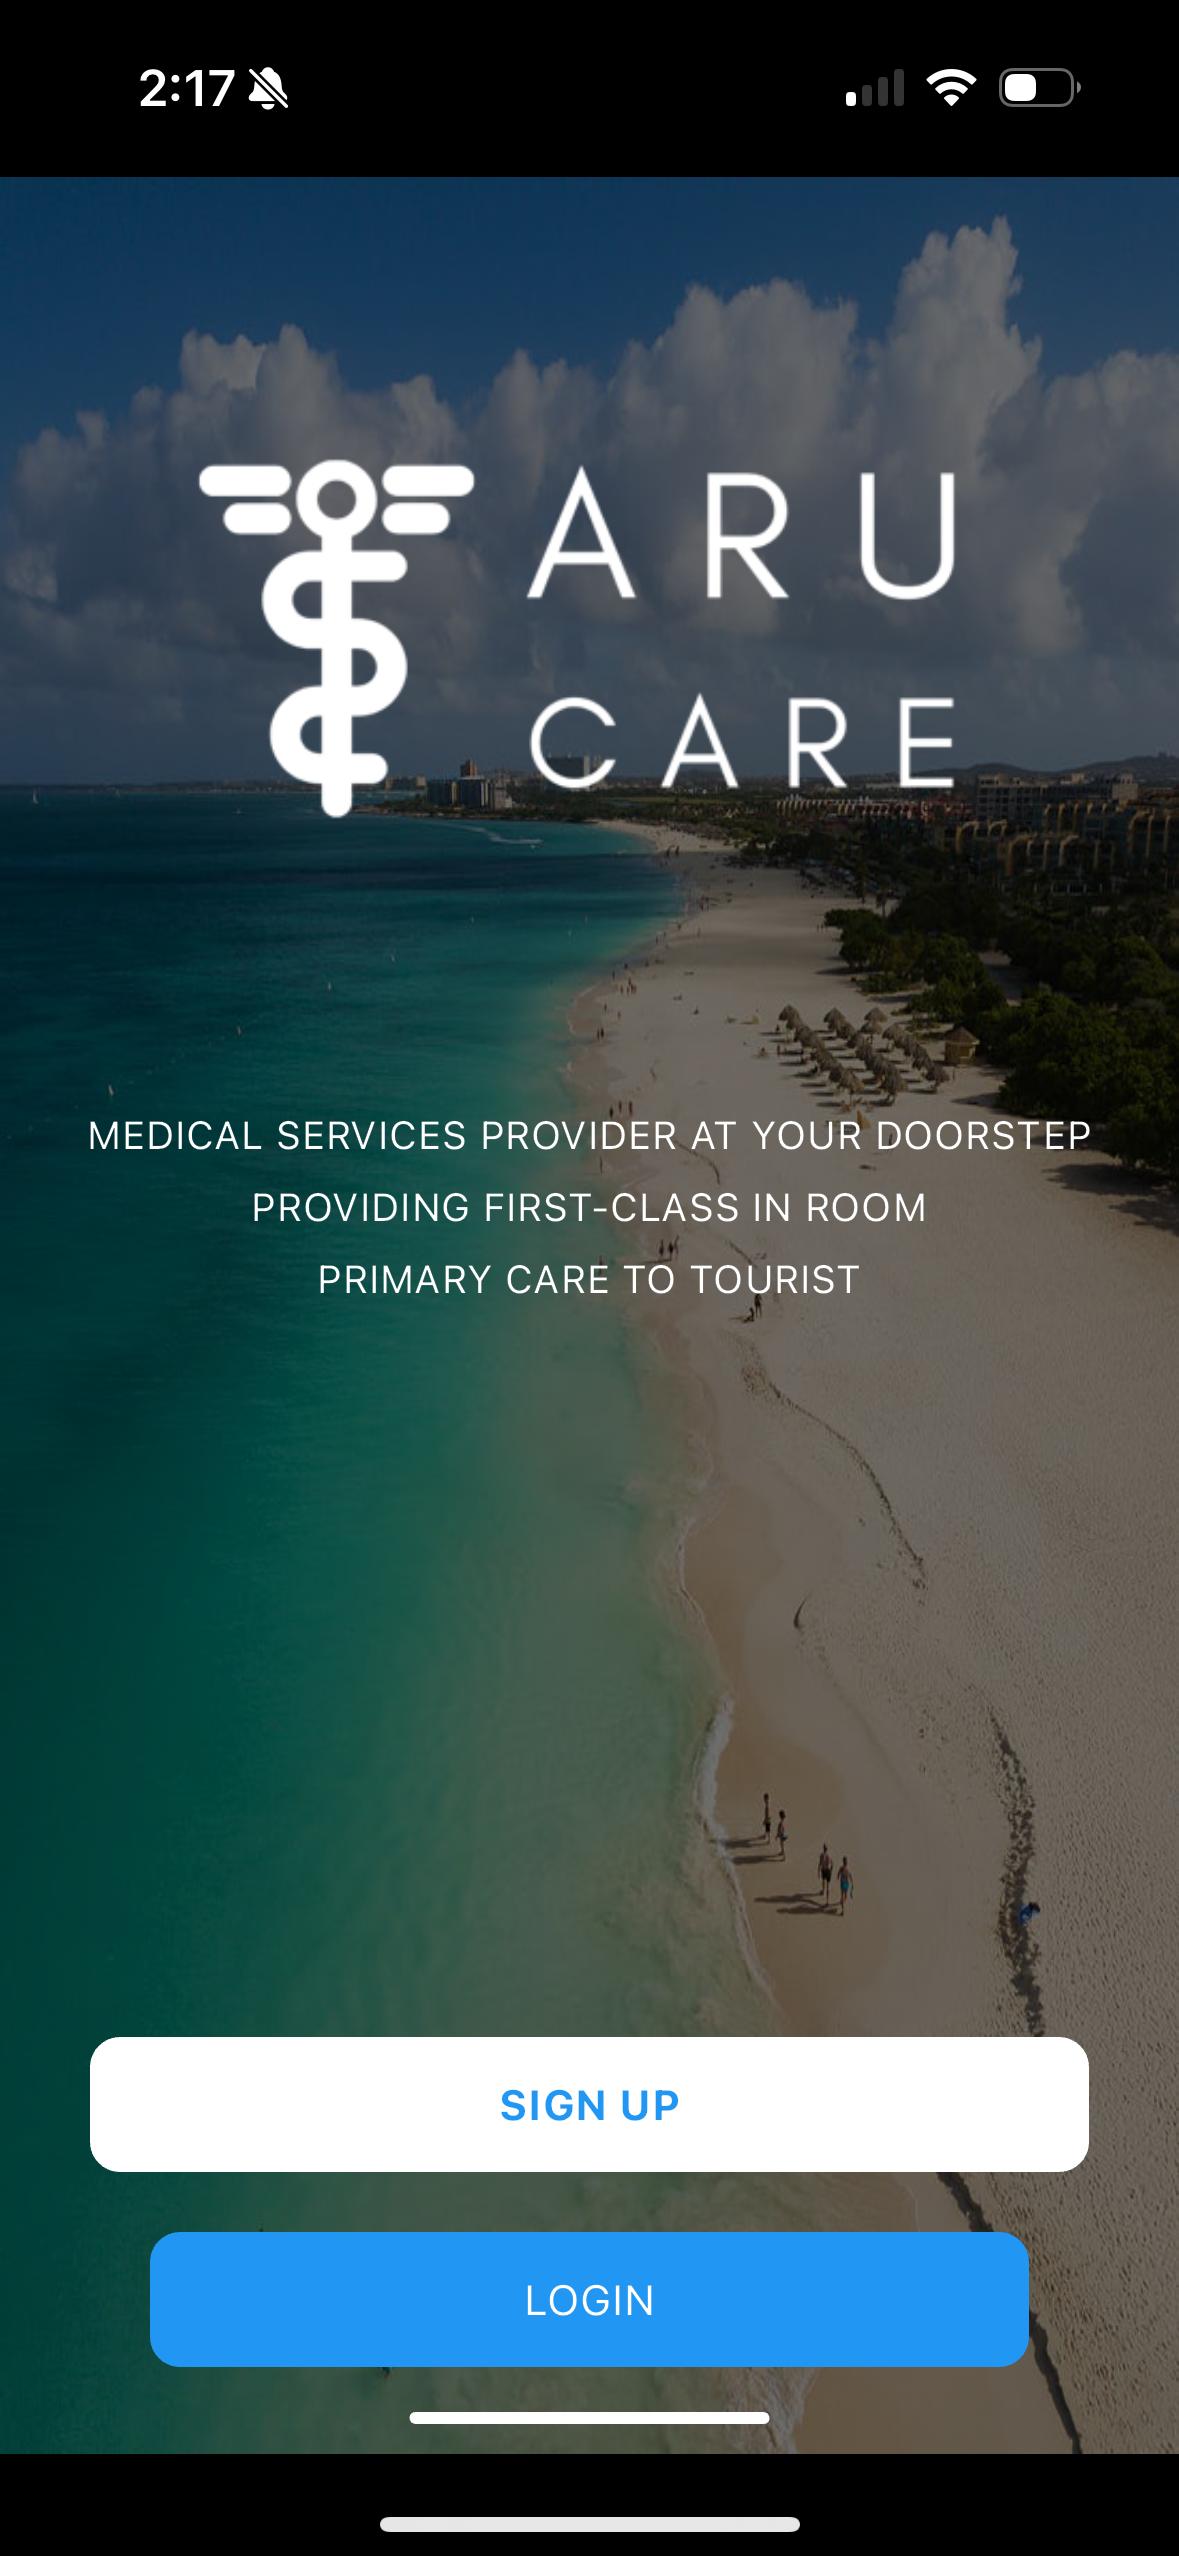 2:17
ARU
CARE
MEDICAL SERVICES PROVIDER AT YOUR DOORSTEP
PROVIDING FIRST-CLASS IN ROOM
PRIMARY CARE TO TOURIST
SIGN UP
LOGIN